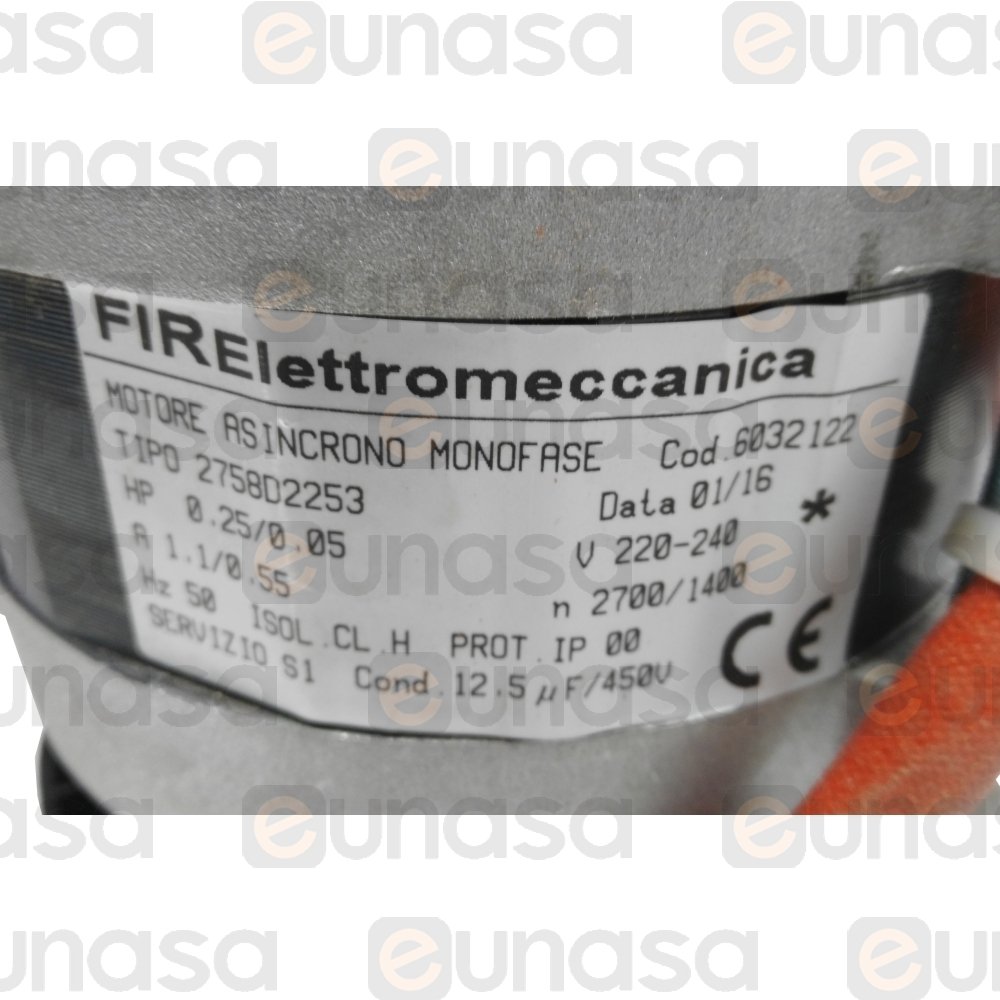 FIRElettromeccanica
MOTORE ASINCRONO MONOFASE Cod.6032122
TIPO 2758D2253 Data 01/16 *
HP 0.25/0.05 V 220-240
A 1.1/0.55 n 2700/1400
Hz 50 ISOL.CL.H PROT.IP 00
SERVIZIO S1 Cond.12.5 µF/450V CE
eunasa